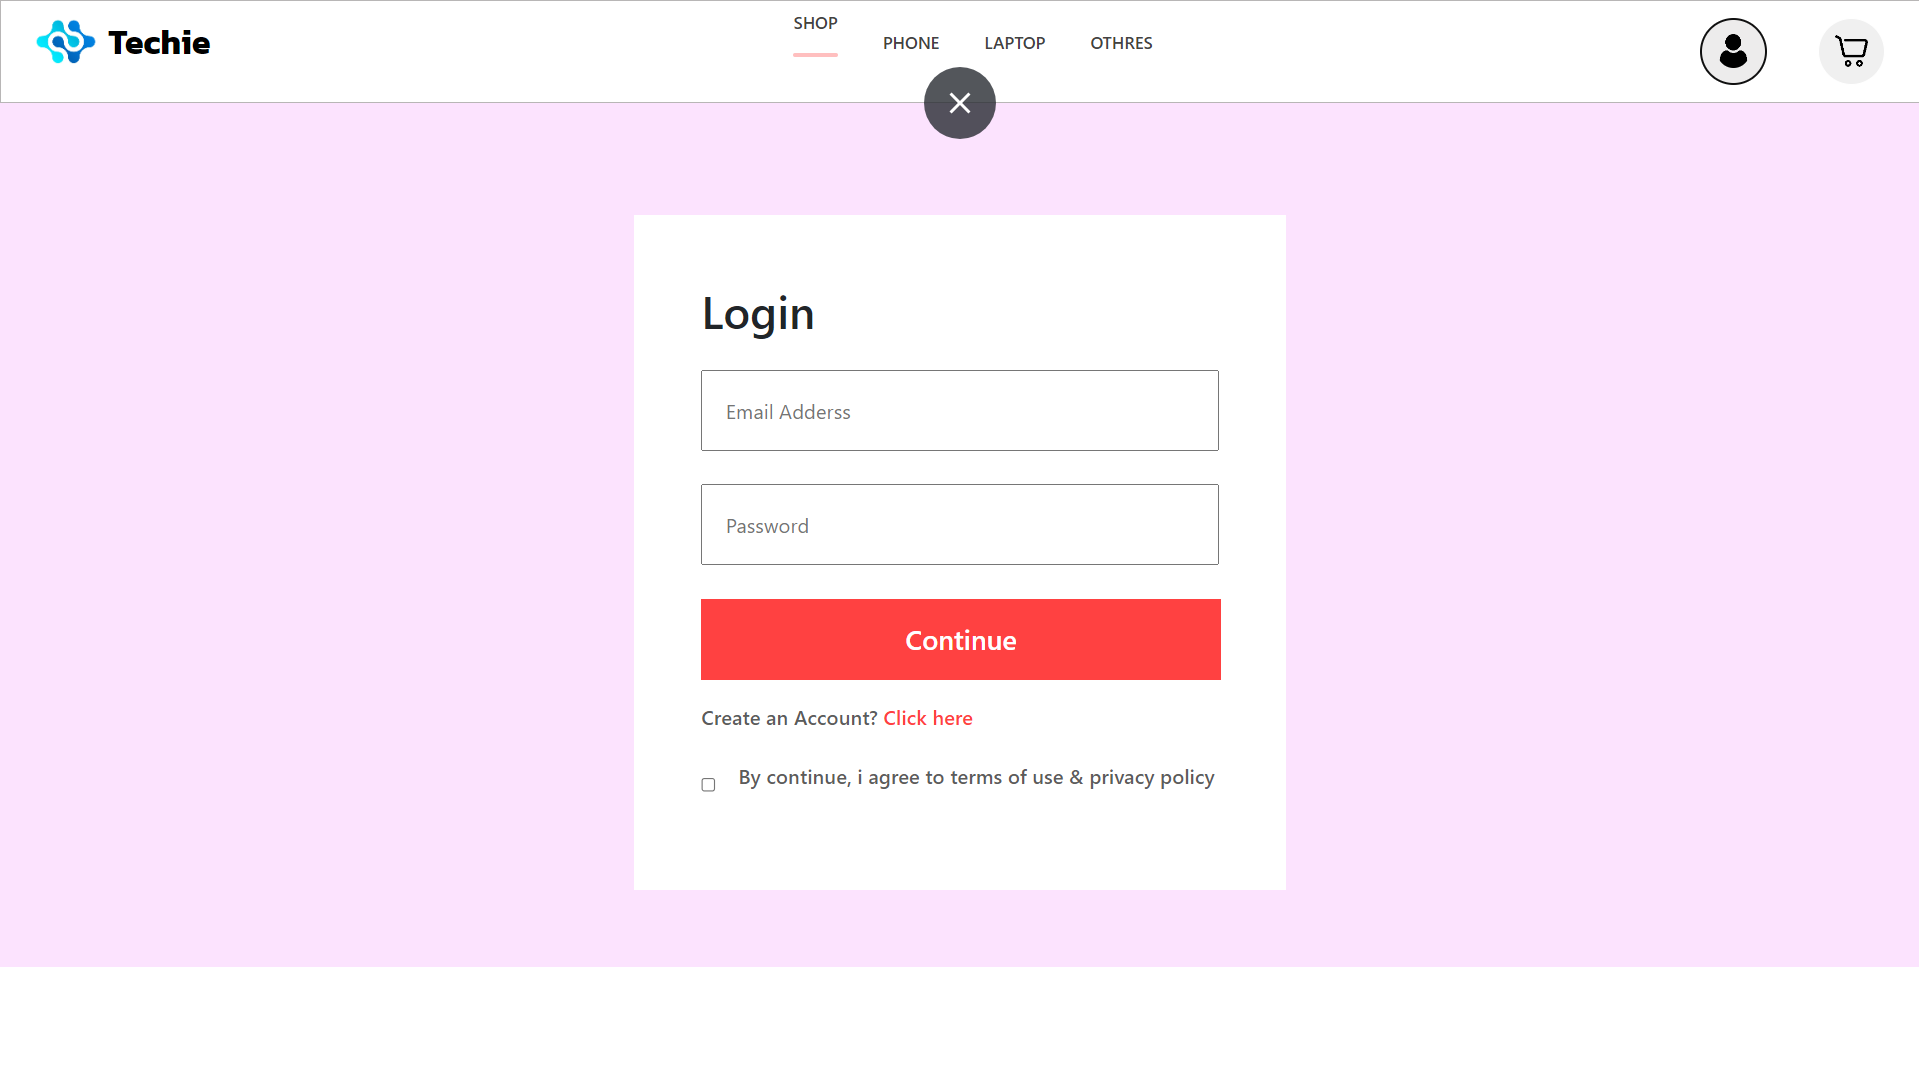 Techie
SHOP
PHONE
LAPTOP
OTHRES
Login
Email Adderss
Password
Continue
Create an Account? Click here
By continue, i agree to terms of use & privacy policy